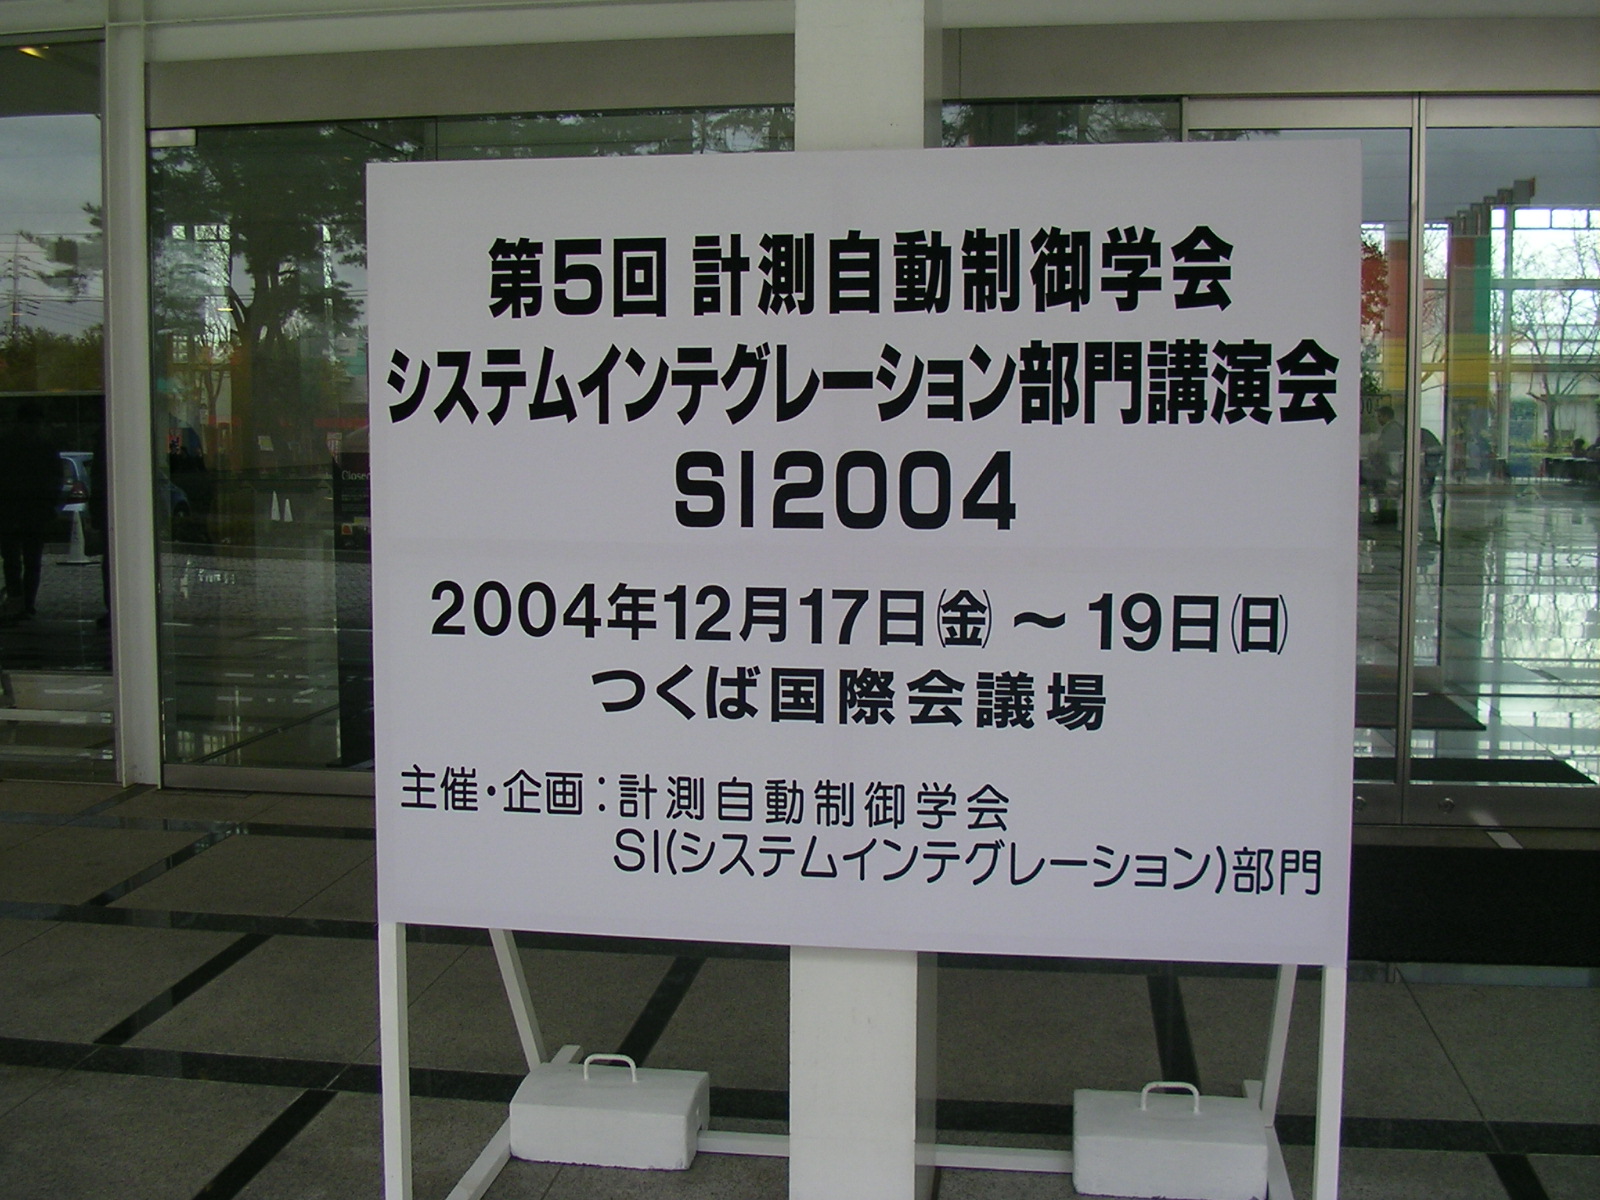 第5回 計測自動制御学会
システムインテグレーション部門講演会
SI2004
2004年12月17日(金)～19日(日)
つくば国際会議場
主催・企画：計測自動制御学会
SI(システムインテグレーション)部門
Closed